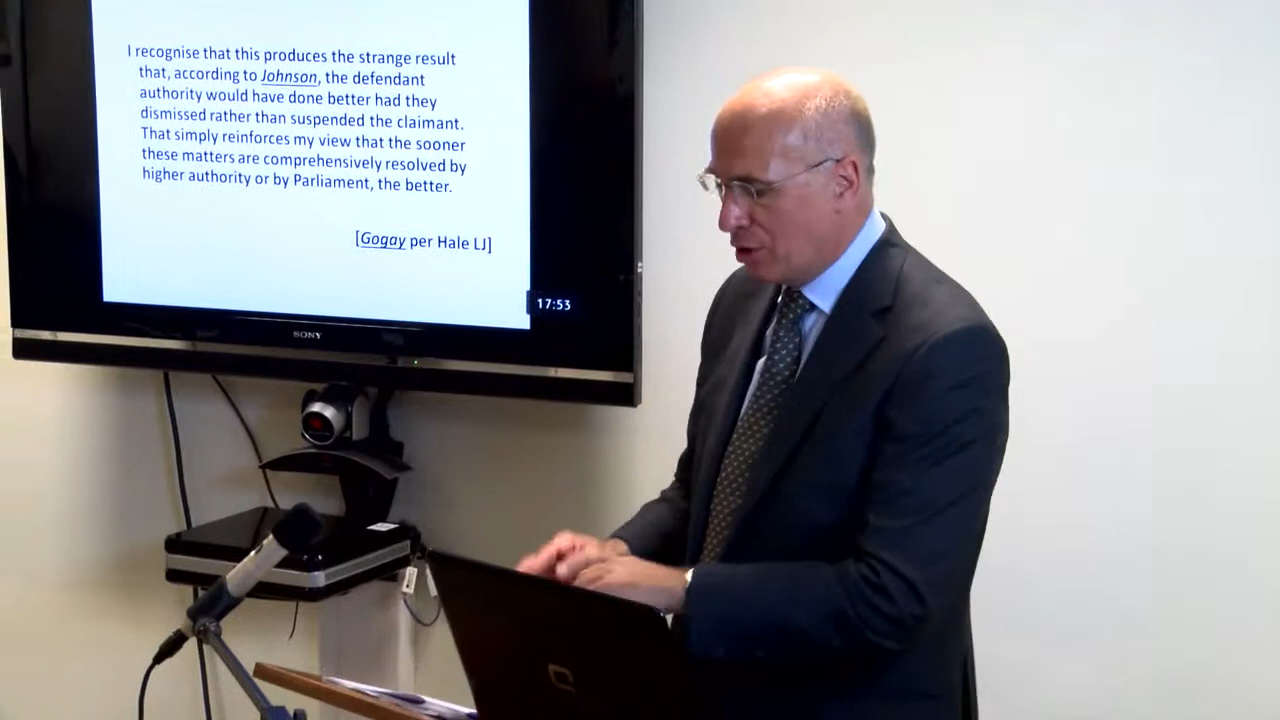 I recognise that this produces the strange result
that, according to Johnson, the defendant
authority would have done better had they
dismissed rather than suspended the claimant.
That simply reinforces my view that the sooner
these matters are comprehensively resolved by
higher authority or by Parliament, the better.
[Gogay per Hale LJ]
17:53
SONY